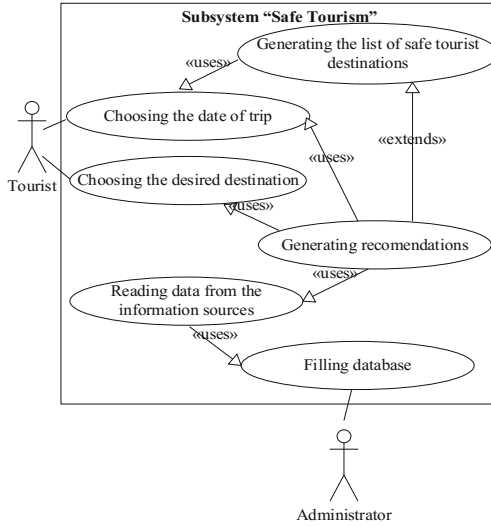 Subsystem “Safe Tourism”
Generating the list of safe tourist
destinations
«uses»
Choosing the date of trip
«extends»
«uses»
Tourist
Choosing the desired destination
«uses»
Generating recomendations
«uses»
Reading data from the
information sources
«uses»
Filling database
Administrator